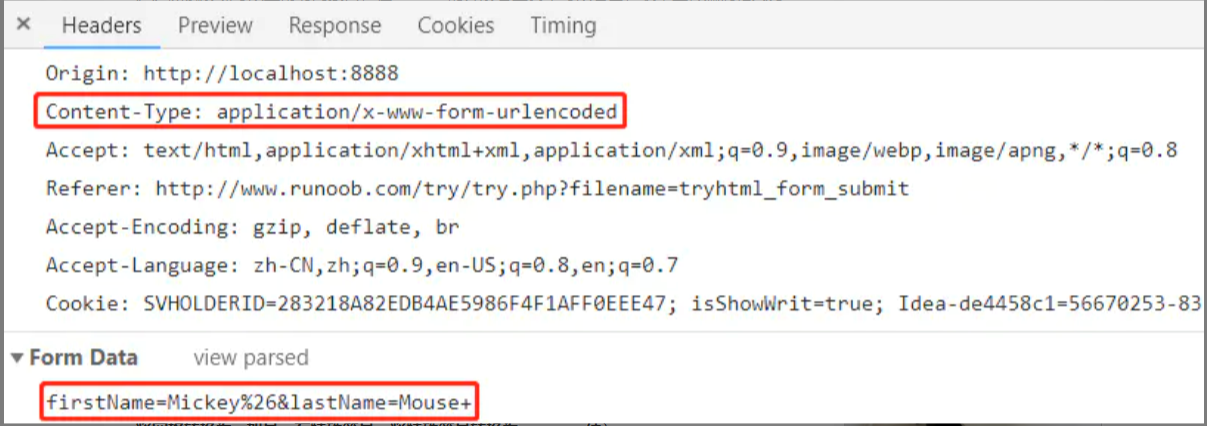 × Headers Preview Response Cookies Timing
Origin: http://localhost:8888
Content-Type: application/x-www-form-urlencoded
Accept: text/html,application/xhtml+xml,application/xml;q=0.9,image/webp,image/apng,*/*;q=0.8
Referer: http://www.runoob.com/try/try.php?filename=tryhtml_form_submit
Accept-Encoding: gzip, deflate, br
Accept-Language: zh-CN,zh;q=0.9,en-US;q=0.8,en;q=0.7
Cookie: SVHOLDERID=283218A82EDB4AE5986F4F1AFF0EEE47; isShowWrit=true; Idea-de4458c1=56670253-83
▼ Form Data view parsed
firstName=Mickey%26&lastName=Mouse+